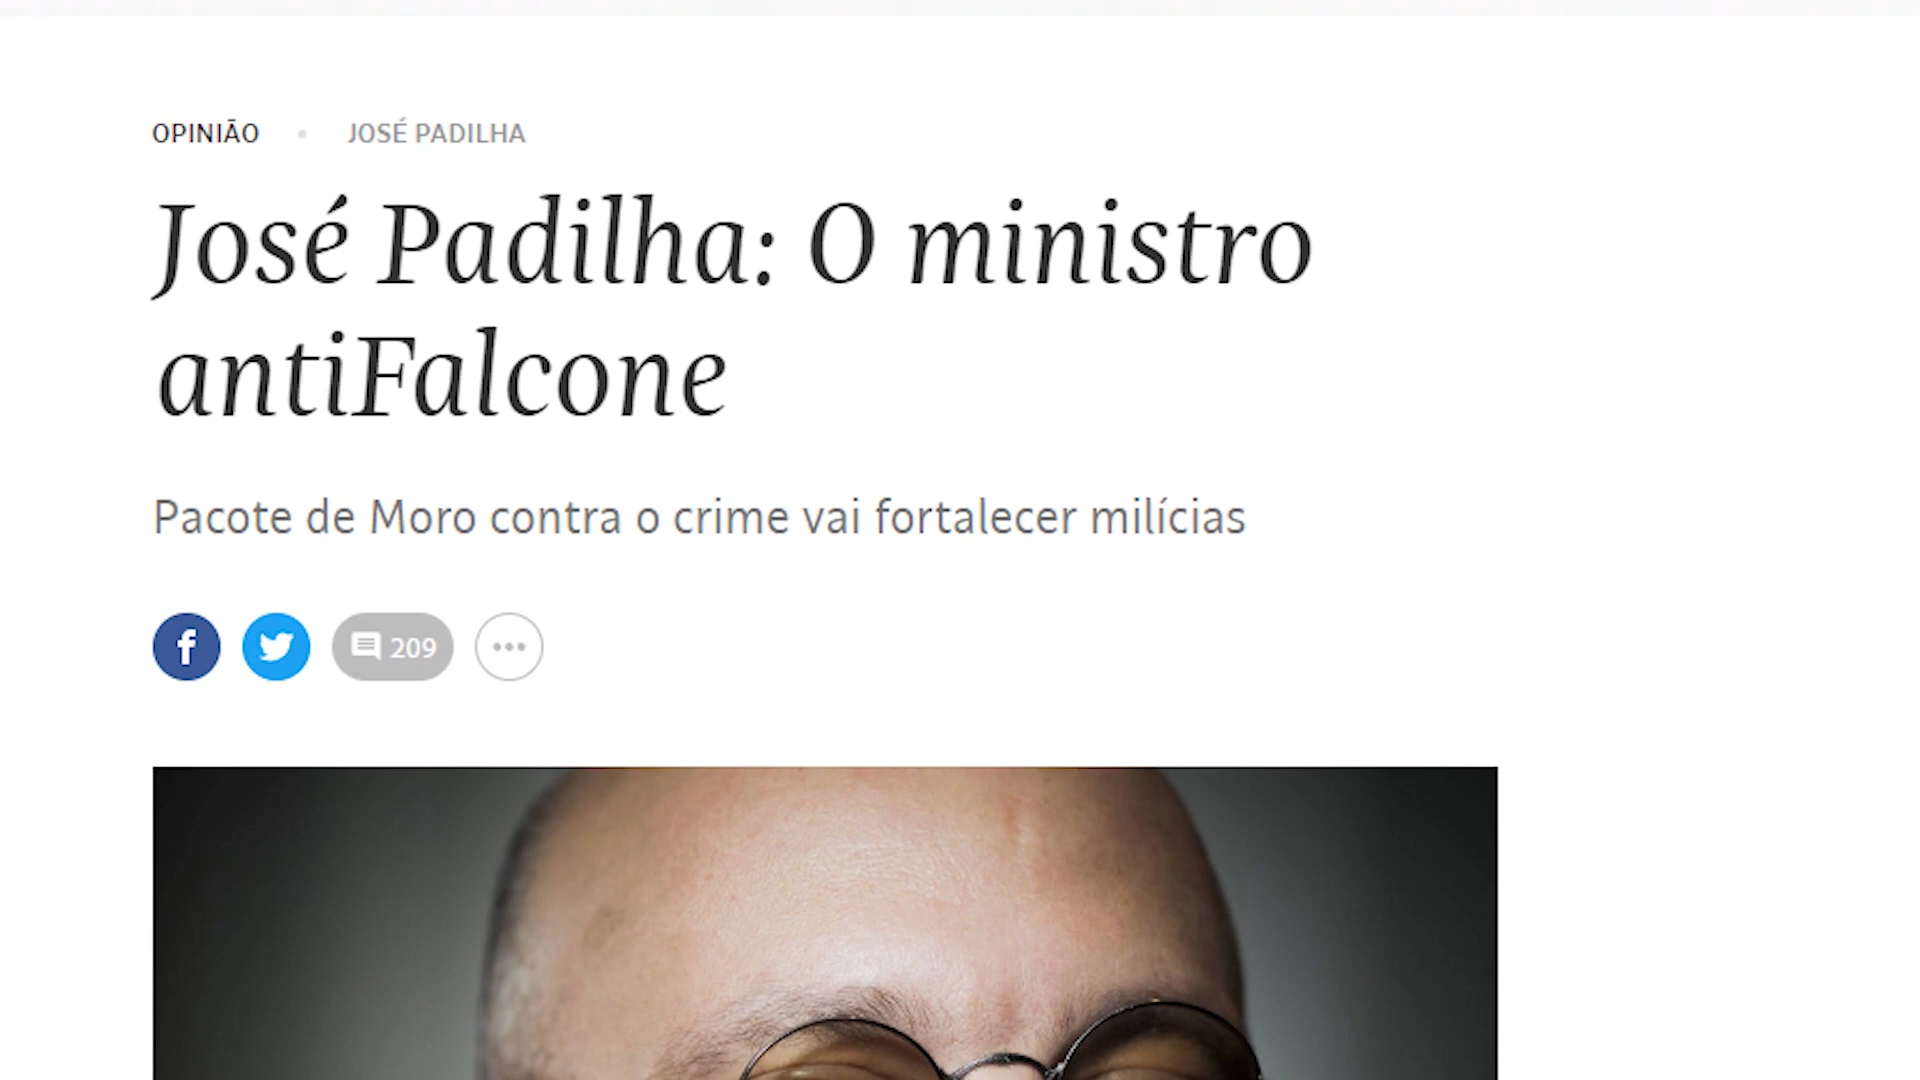 OPINIÃO • JOSÉ PADILHA
José Padilha: O ministro
antiFalcone
Pacote de Moro contra o crime vai fortalecer milícias
209